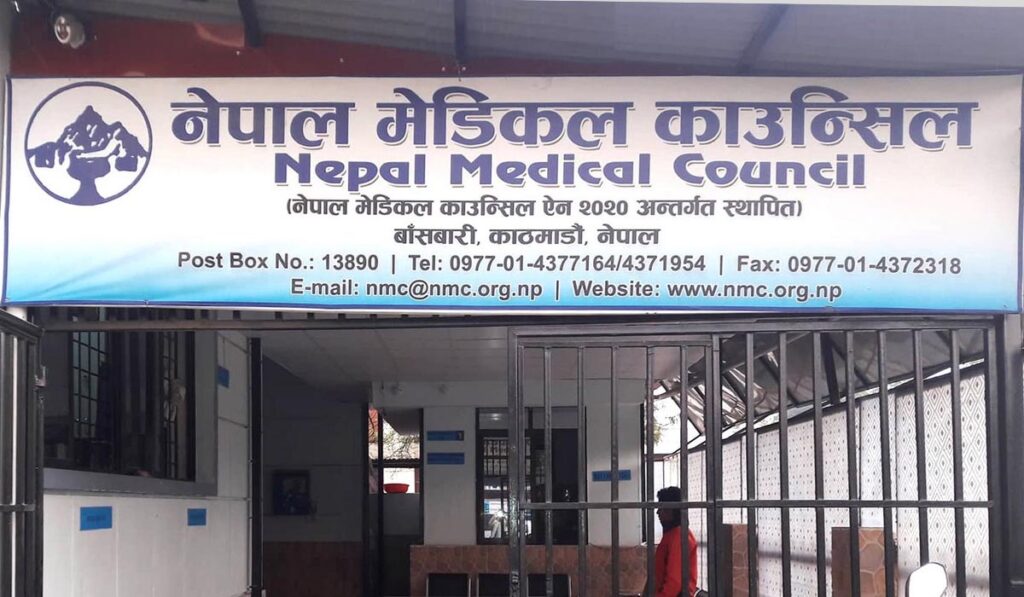 नेपाल मेडिकल काउन्सिल
Nepal Medical Council
(नेपाल मेडिकल काउन्सिल ऐन २०२० अन्तर्गत स्थापित)
बाँसबारी, काठमाडौं, नेपाल
Post Box No.: 13890 | Tel: 0977-01-4377164/4371954 | Fax: 0977-01-4372318
E-mail: nmc@nmc.org.np | Website: www.nmc.org.np